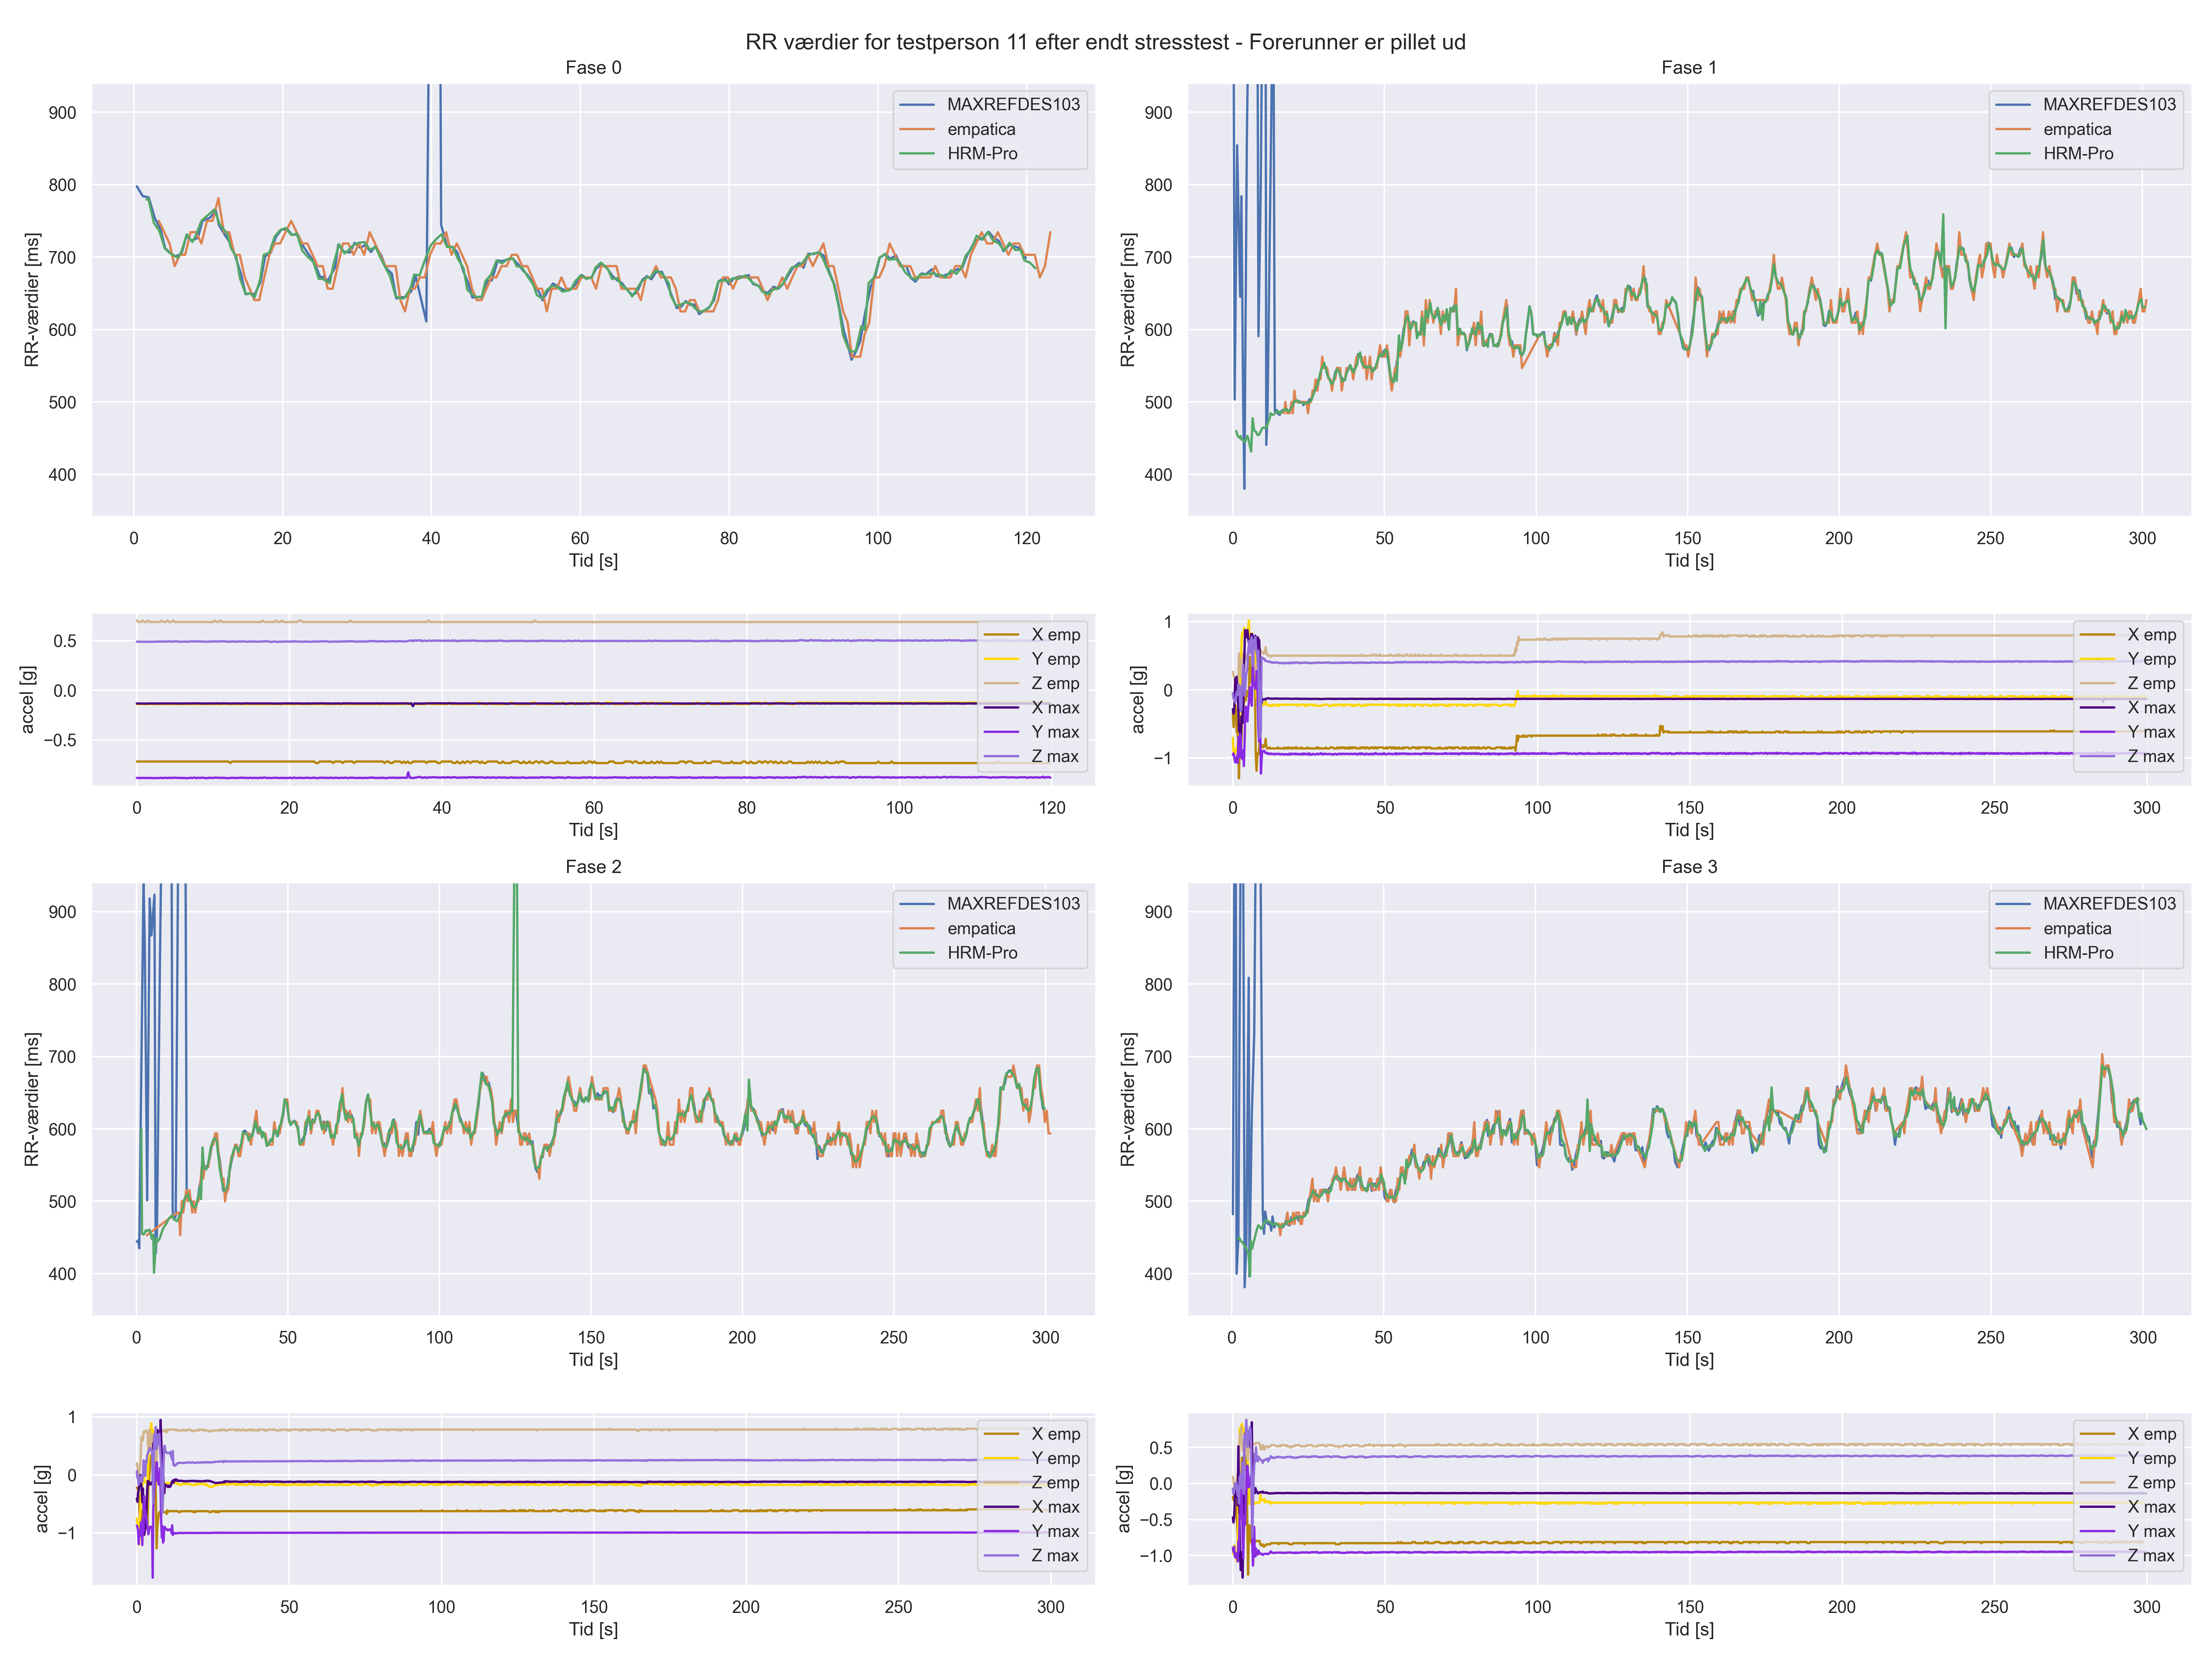 RR værdier for testperson 11 efter endt stresstest - Forerunner er pillet ud
Fase 0
RR-værdier [ms]
900
800
700
600
500
400
MAXREFDES103
empatica
HRM-Pro
0 20 40 60 80 100 120
Tid [s]
Fase 1
RR-værdier [ms]
900
800
700
600
500
400
MAXREFDES103
empatica
HRM-Pro
0 50 100 150 200 250 300
Tid [s]
accel [g]
0.5
0.0
−0.5
X emp
Y emp
Z emp
X max
Y max
Z max
0 20 40 60 80 100 120
Tid [s]
accel [g]
1
0
−1
X emp
Y emp
Z emp
X max
Y max
Z max
0 50 100 150 200 250 300
Tid [s]
Fase 2
RR-værdier [ms]
900
800
700
600
500
400
MAXREFDES103
empatica
HRM-Pro
0 50 100 150 200 250 300
Tid [s]
Fase 3
RR-værdier [ms]
900
800
700
600
500
400
MAXREFDES103
empatica
HRM-Pro
0 50 100 150 200 250 300
Tid [s]
accel [g]
1
0
−1
X emp
Y emp
Z emp
X max
Y max
Z max
0 50 100 150 200 250 300
Tid [s]
accel [g]
0.5
0.0
−0.5
−1.0
X emp
Y emp
Z emp
X max
Y max
Z max
0 50 100 150 200 250 300
Tid [s]